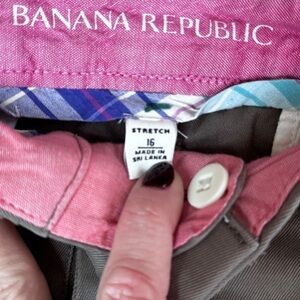 BANANA REPUBLIC
STRETCH
16
MADE IN
SRI LANKA